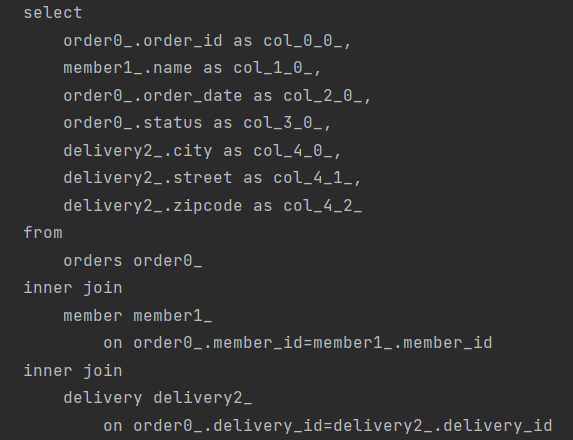 select
order0_.order_id as col_0_0_,
member1_.name as col_1_0_,
order0_.order_date as col_2_0_,
order0_.status as col_3_0_,
delivery2_.city as col_4_0_,
delivery2_.street as col_4_1_,
delivery2_.zipcode as col_4_2_
from
orders order0_
inner join
member member1_
on order0_.member_id=member1_.member_id
inner join
delivery delivery2_
on order0_.delivery_id=delivery2_.delivery_id